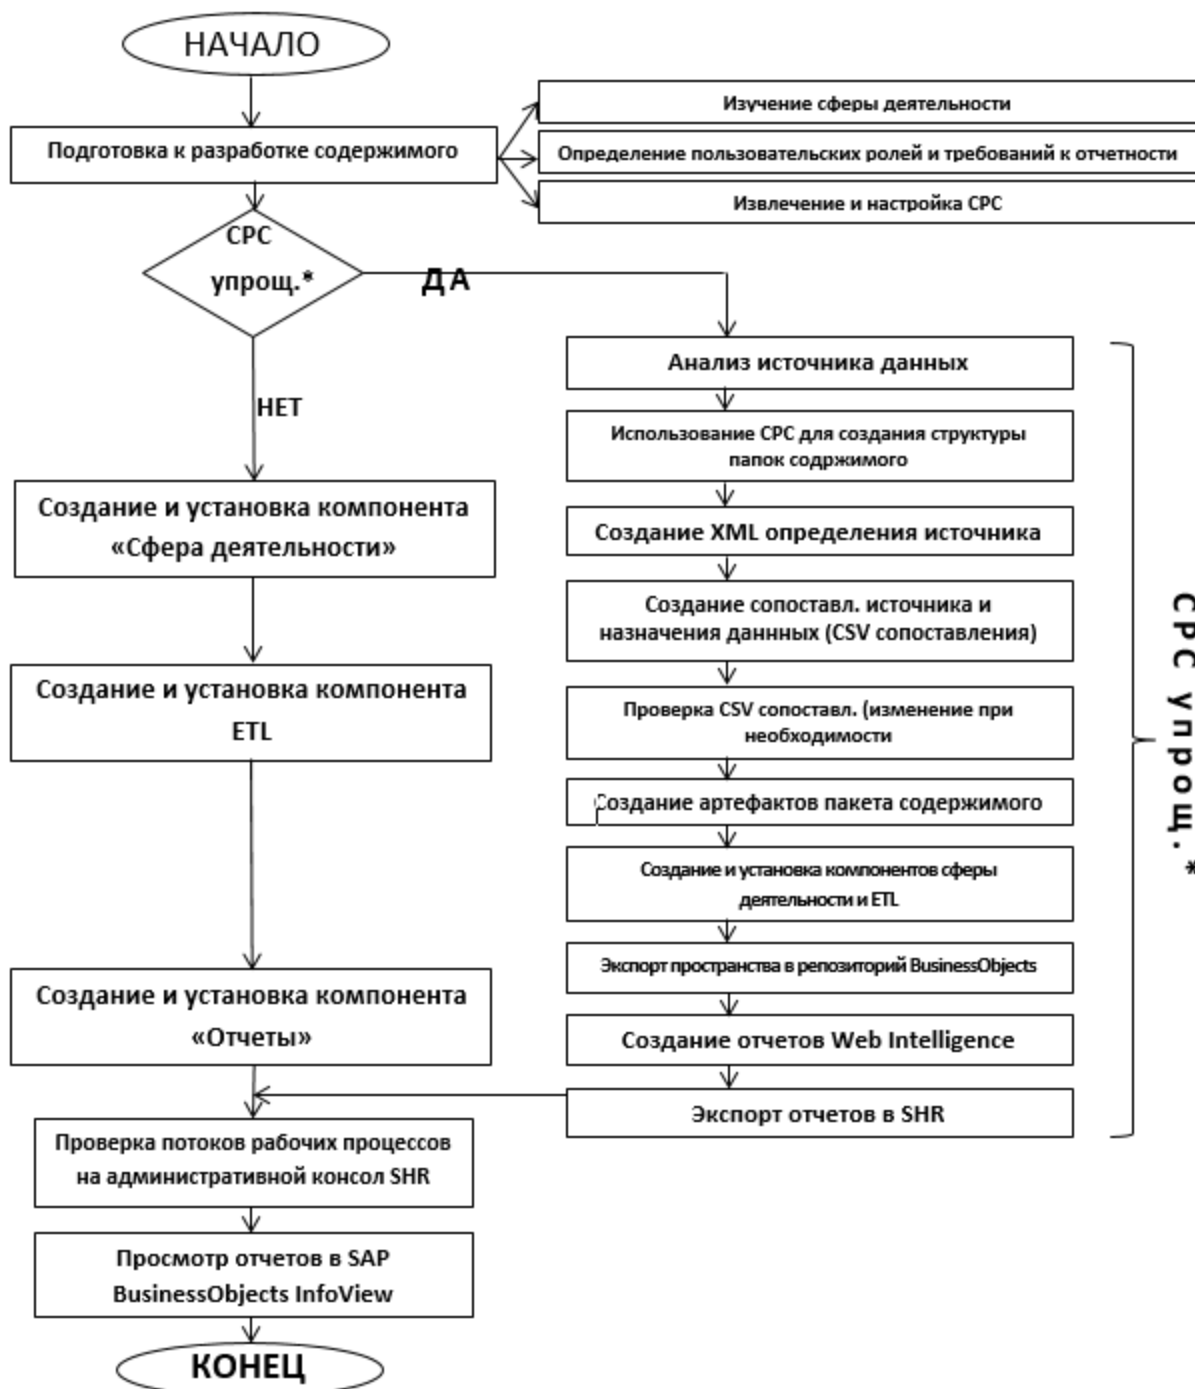 НАЧАЛО
Подготовка к разработке содержимого
Изучение сферы деятельности
Определение пользовательских ролей и требований к отчетности
Извлечение и настройка СРС
СРС
упрощ.*
ДА
НЕТ
Создание и установка компонента
«Сфера деятельности»
Создание и установка компонента
ETL
Создание и установка компонента
«Отчеты»
Анализ источника данных
Использование СРС для создания структуры
папок содржимого
Создание XML определения источника
Создание сопоставл. источника и
назначения даннных (CSV сопоставления)
Проверка CSV сопоставл. (изменение при
необходимости
Создание артефактов пакета содержимого
Создание и установка компонентов сферы
деятельности и ETL
Экспорт пространства в репозиторий BusinessObjects
Создание отчетов Web Intelligence
Экспорт отчетов в SHR
СРС упрощ.*
Проверка потоков рабочих процессов
на административной консол SHR
Просмотр отчетов в SAP
BusinessObjects InfoView
КОНЕЦ